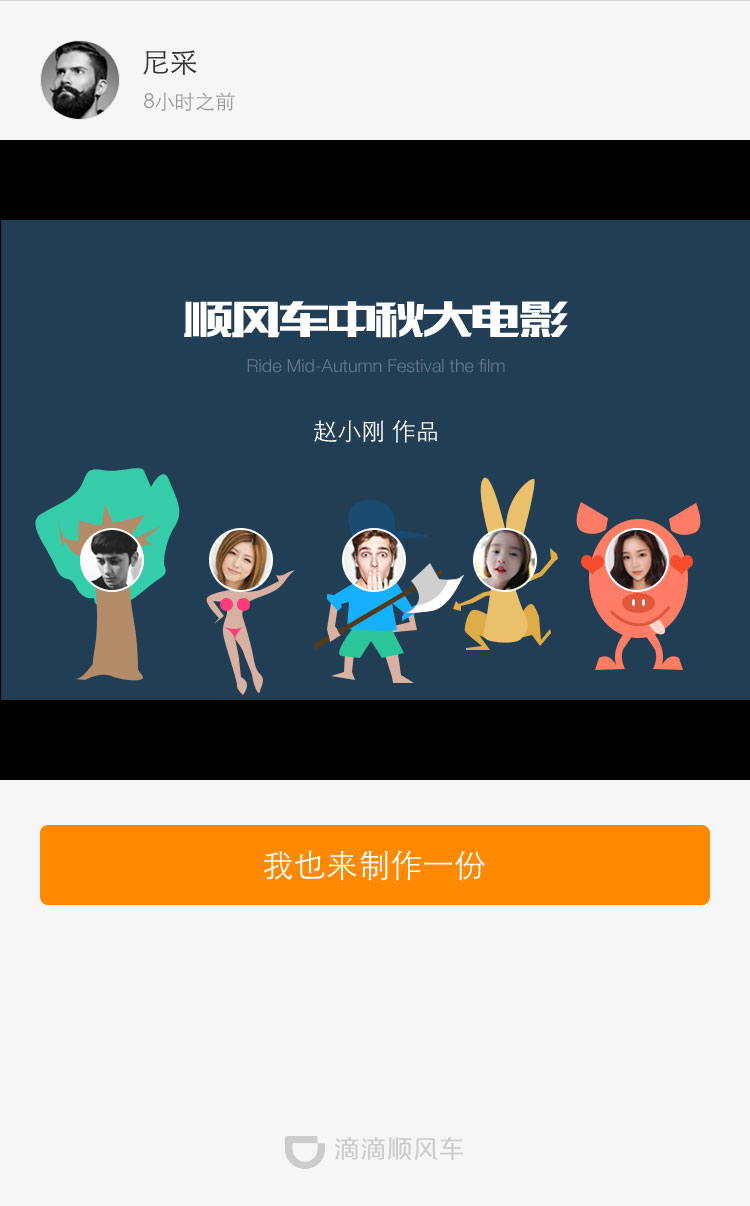 尼采
8小时之前
顺风车中秋大电影
Ride Mid-Autumn Festival the film
赵小刚 作品
我也来制作一份
滴滴顺风车